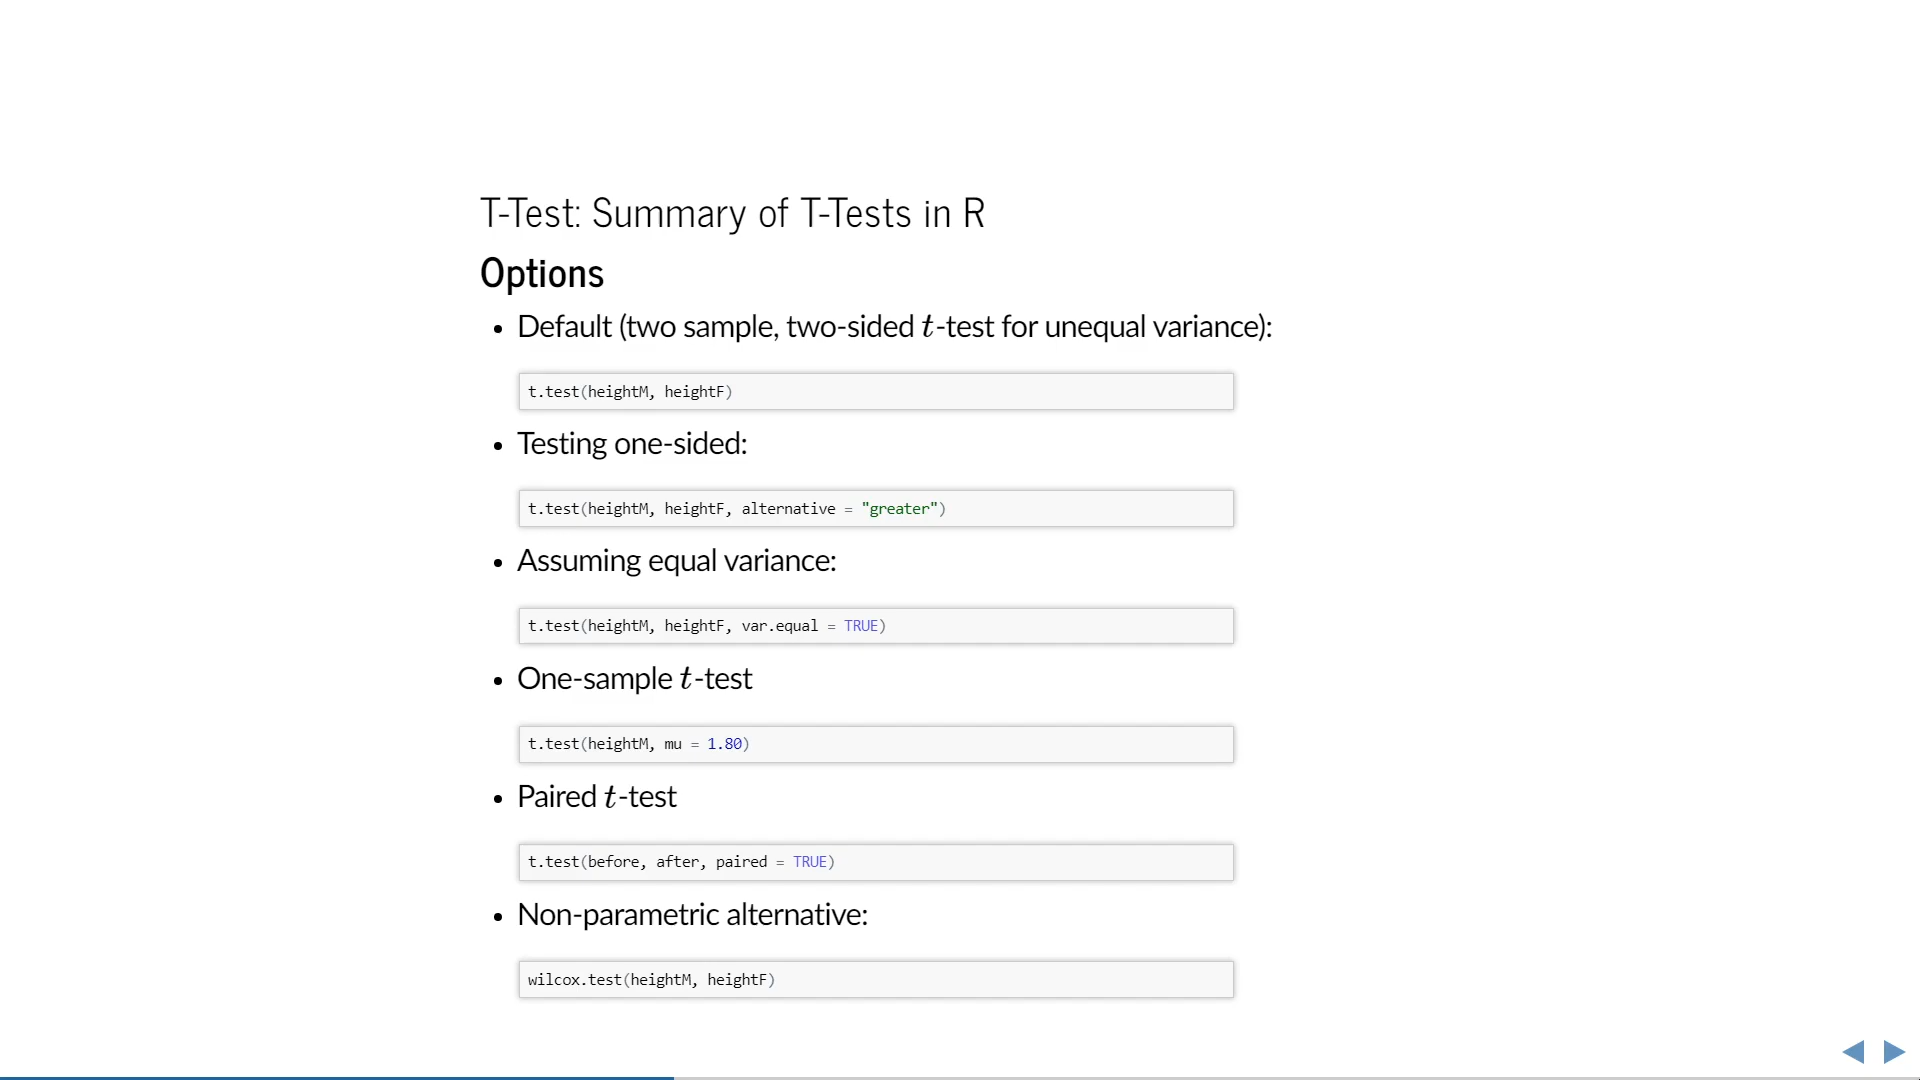 T-Test: Summary of T-Tests in R
Options
• Default (two sample, two-sided t-test for unequal variance):
t.test(heightM, heightF)
• Testing one-sided:
t.test(heightM, heightF, alternative = "greater")
• Assuming equal variance:
t.test(heightM, heightF, var.equal = TRUE)
• One-sample t-test
t.test(heightM, mu = 1.80)
• Paired t-test
t.test(before, after, paired = TRUE)
• Non-parametric alternative:
wilcox.test(heightM, heightF)